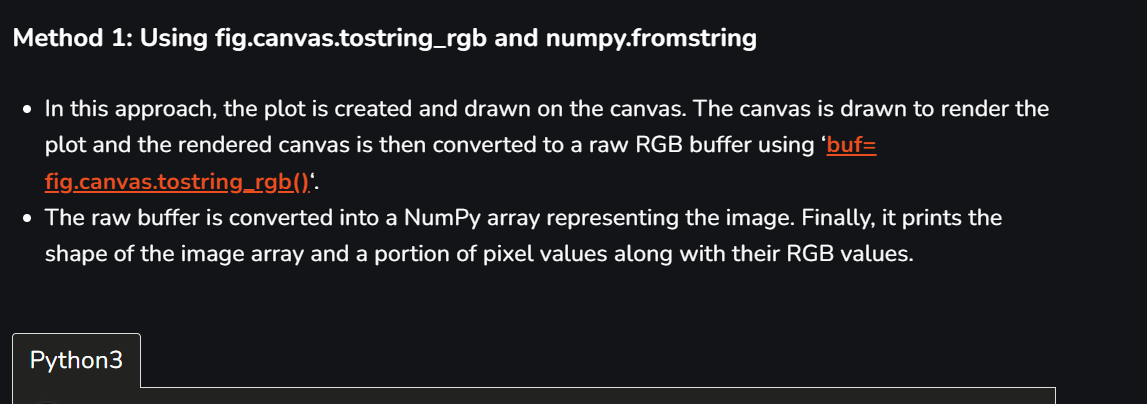 Method 1: Using fig.canvas.tostring_rgb and numpy.fromstring
• In this approach, the plot is created and drawn on the canvas. The canvas is drawn to render the
plot and the rendered canvas is then converted to a raw RGB buffer using ‘buf=
fig.canvas.tostring_rgb()‘.
• The raw buffer is converted into a NumPy array representing the image. Finally, it prints the
shape of the image array and a portion of pixel values along with their RGB values.
Python3